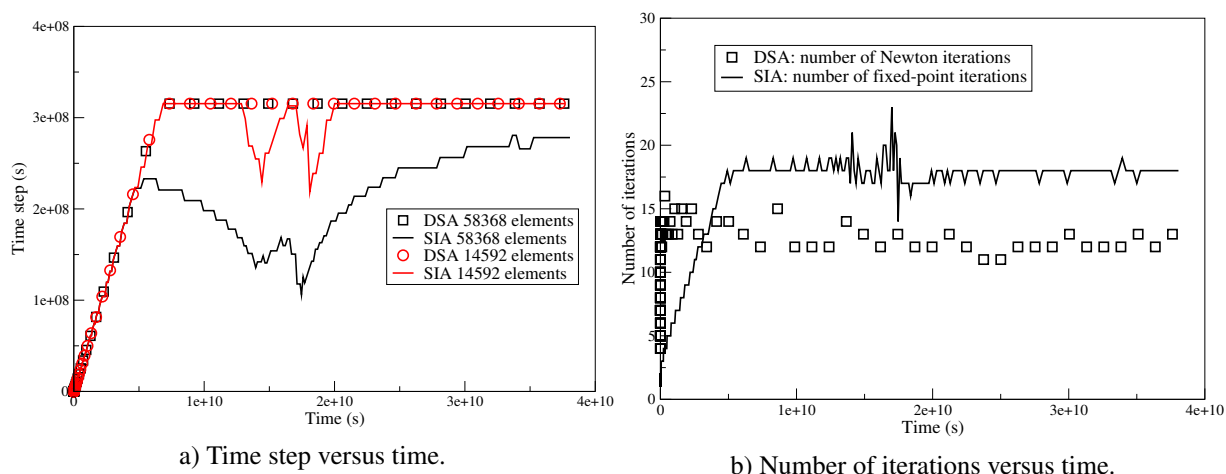 4e+08
3e+08
2e+08
1e+08
0
Time step (s)
0
1e+10
2e+10
3e+10
4e+10
Time (s)
DSA 58368 elements
SIA 58368 elements
DSA 14592 elements
SIA 14592 elements
a) Time step versus time.
30
25
20
15
10
5
0
Number of iterations
0
1e+10
2e+10
3e+10
4e+10
Time (s)
DSA: number of Newton iterations
SIA: number of fixed-point iterations
b) Number of iterations versus time.